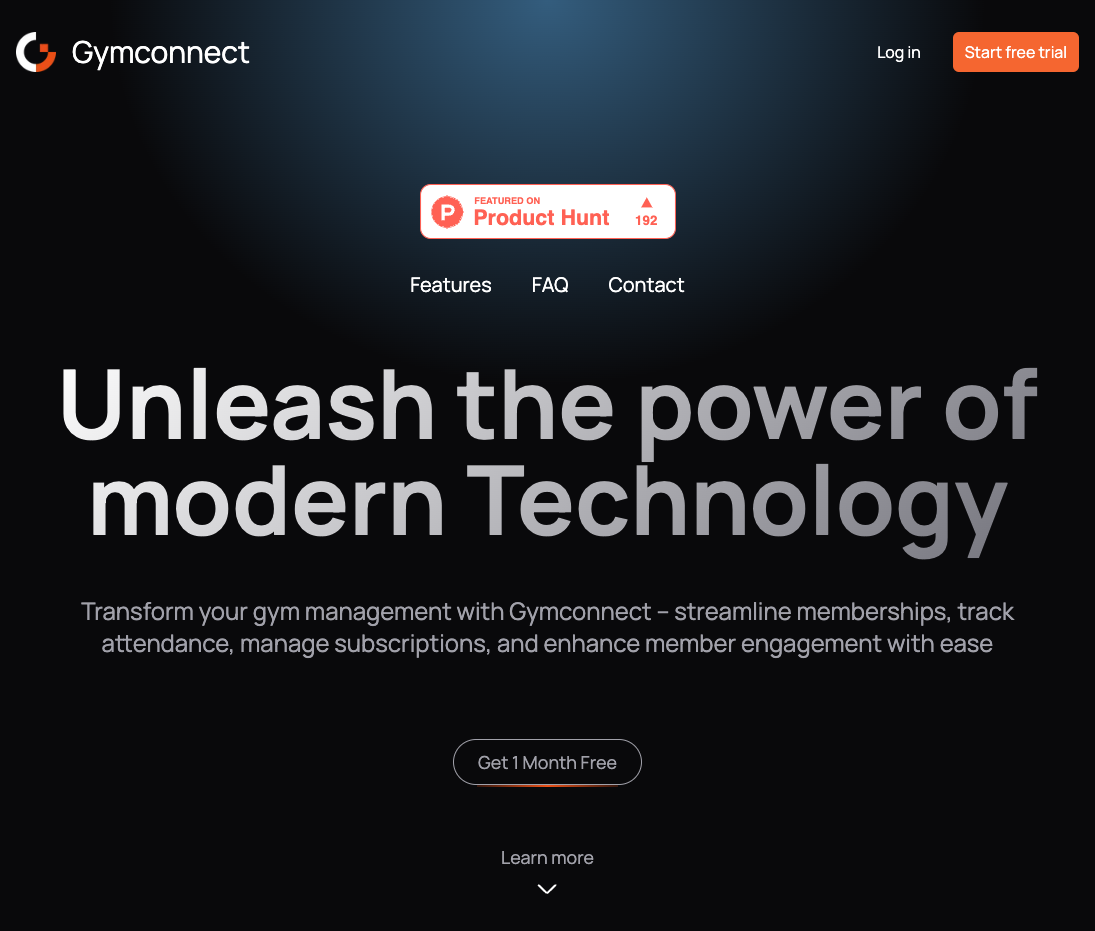 Gymconnect
Log in
Start free trial
FEATURED ON
Product Hunt
192
Features
FAQ
Contact
Unleash the power of
modern Technology
Transform your gym management with Gymconnect – streamline memberships, track
attendance, manage subscriptions, and enhance member engagement with ease
Get 1 Month Free
Learn more